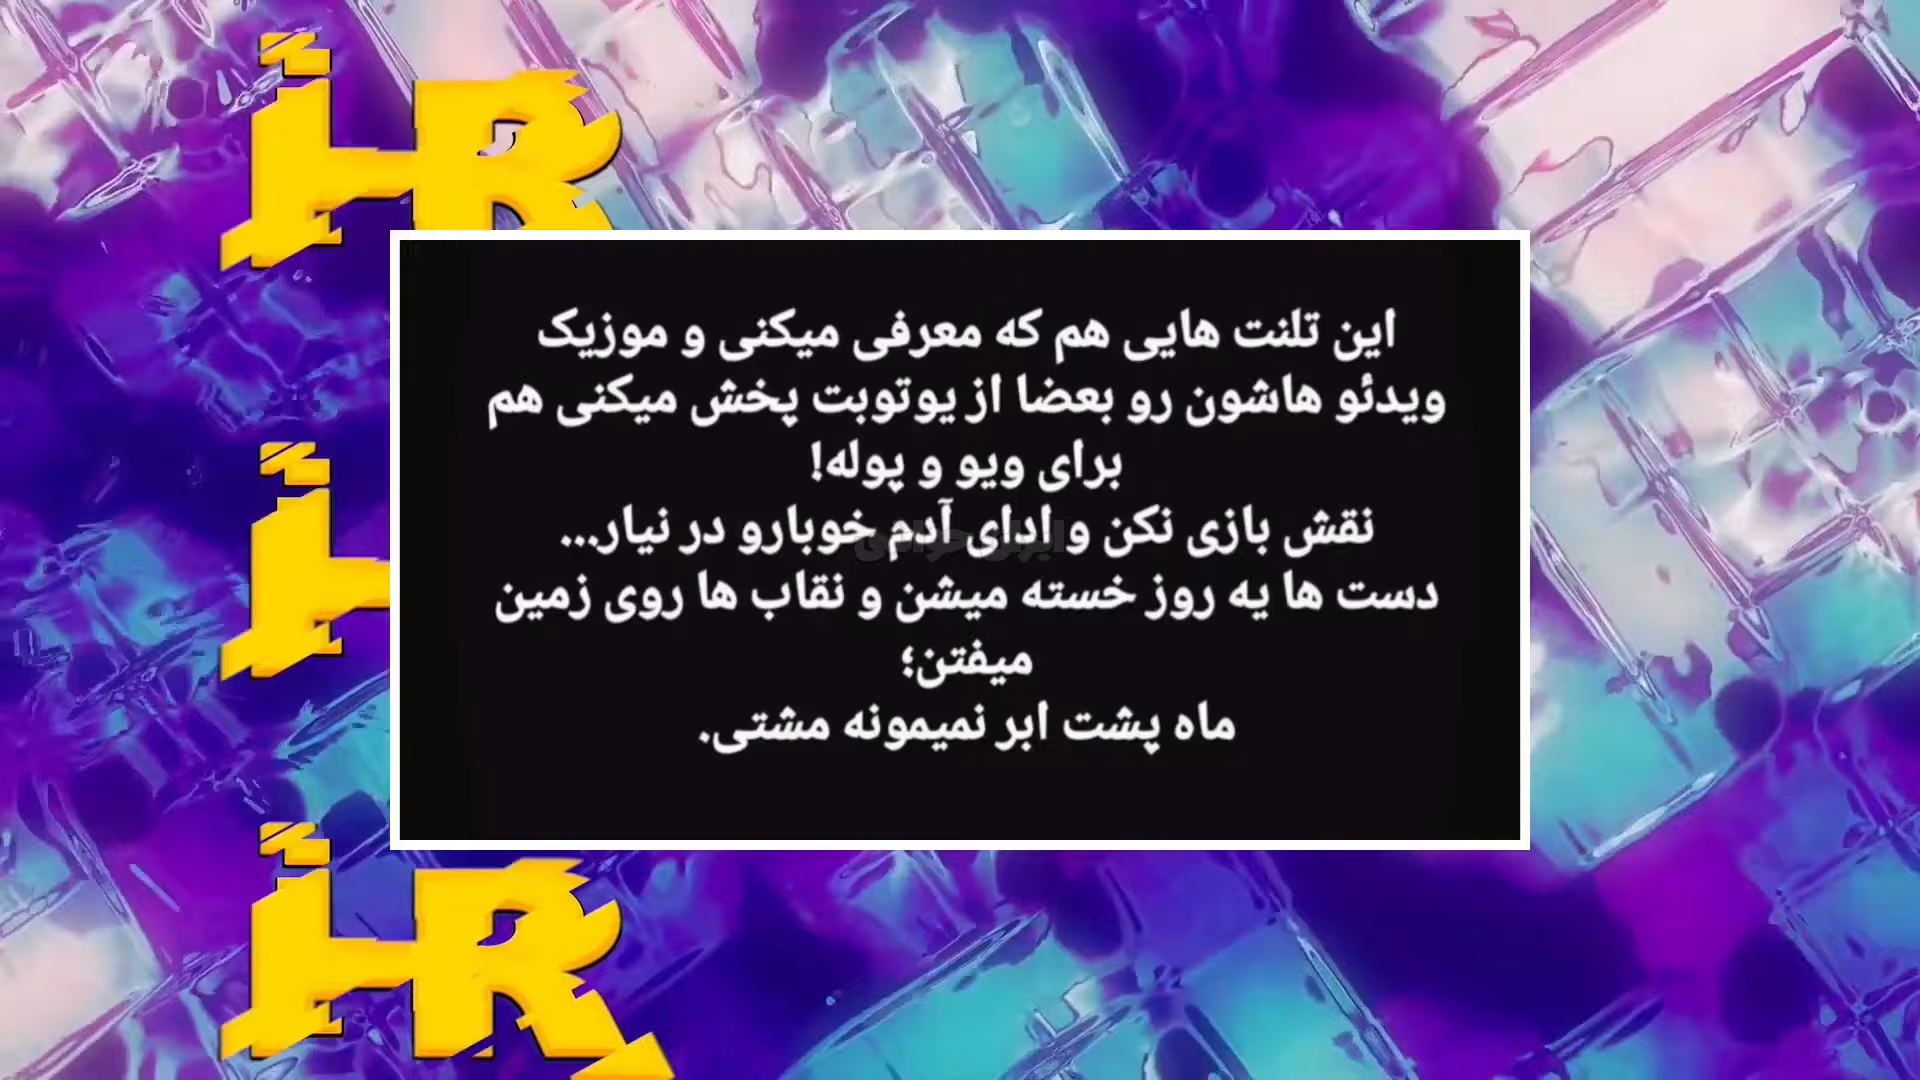 HR
این تلنت هایی هم که معرفی میکنی و موزیک
ویدئو هاشون رو بعضا از یوتوبت پخش میکنی هم
برای ویو و پوله!
نقش بازی نکن و ادای آدم خوبارو در نیار...
دست ها یه روز خسته میشن و نقاب ها روی زمین
میفتن؛
ماه پشت ابر نمیمونه مشتی.
HR